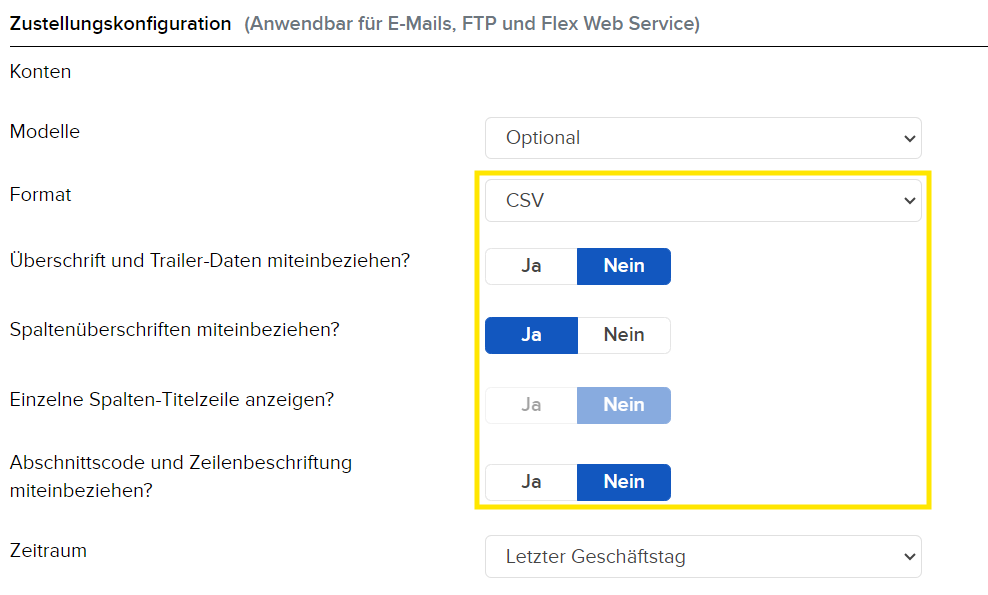 Zustellungskonfiguration (Anwendbar für E-Mails, FTP und Flex Web Service)
Konten
Modelle
Optional
Format
CSV
Überschrift und Trailer-Daten miteinbeziehen?
Ja Nein
Spaltenüberschriften miteinbeziehen?
Ja Nein
Einzelne Spalten-Titelzeile anzeigen?
Ja Nein
Abschnittscode und Zeilenbeschriftung
miteinbeziehen?
Ja Nein
Zeitraum
Letzter Geschäftstag